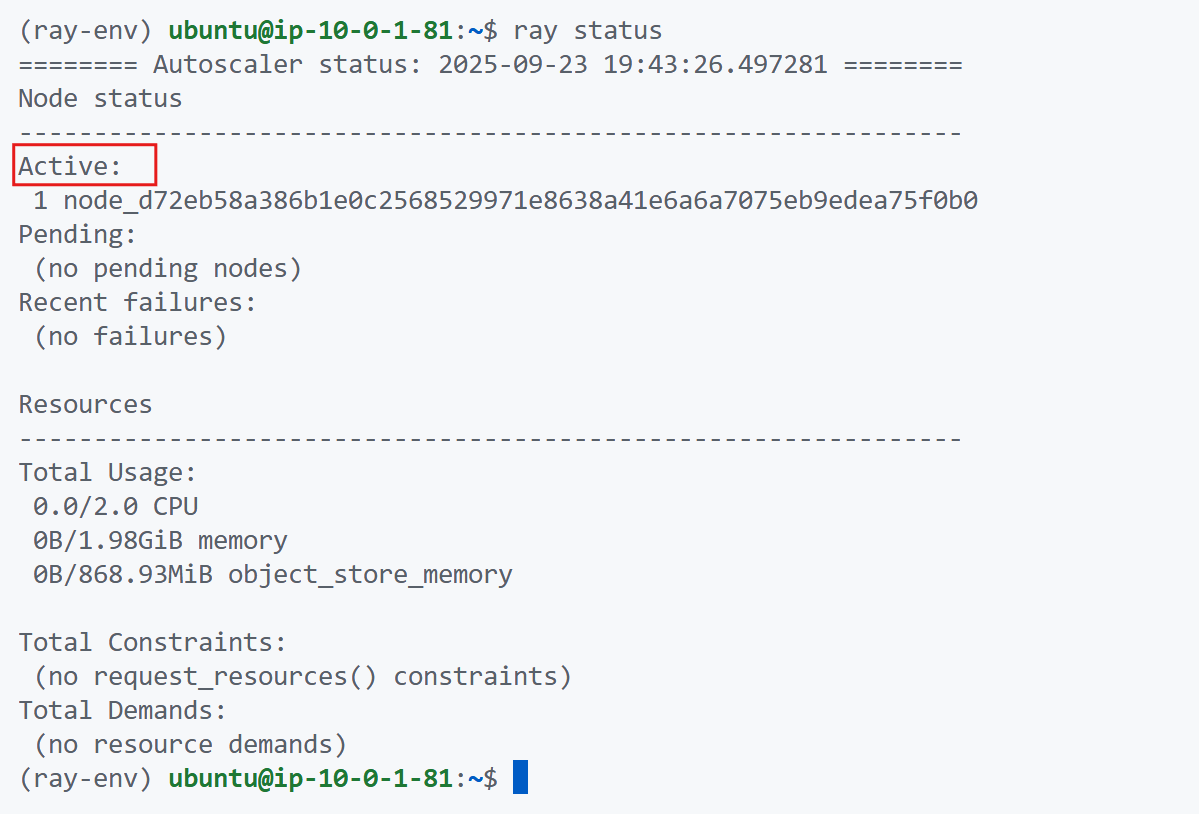 (ray-env) ubuntu@ip-10-0-1-81:~$ ray status
======== Autoscaler status: 2025-09-23 19:43:26.497281 ========
Node status
---------------------------------------------------------------
Active:
 1 node_d72eb58a386b1e0c2568529971e8638a41e6a6a7075eb9edea75f0b0
Pending:
 (no pending nodes)
Recent failures:
 (no failures)

Resources
---------------------------------------------------------------
Total Usage:
 0.0/2.0 CPU
 0B/1.98GiB memory
 0B/868.93MiB object_store_memory

Total Constraints:
 (no request_resources() constraints)
Total Demands:
 (no resource demands)
(ray-env) ubuntu@ip-10-0-1-81:~$